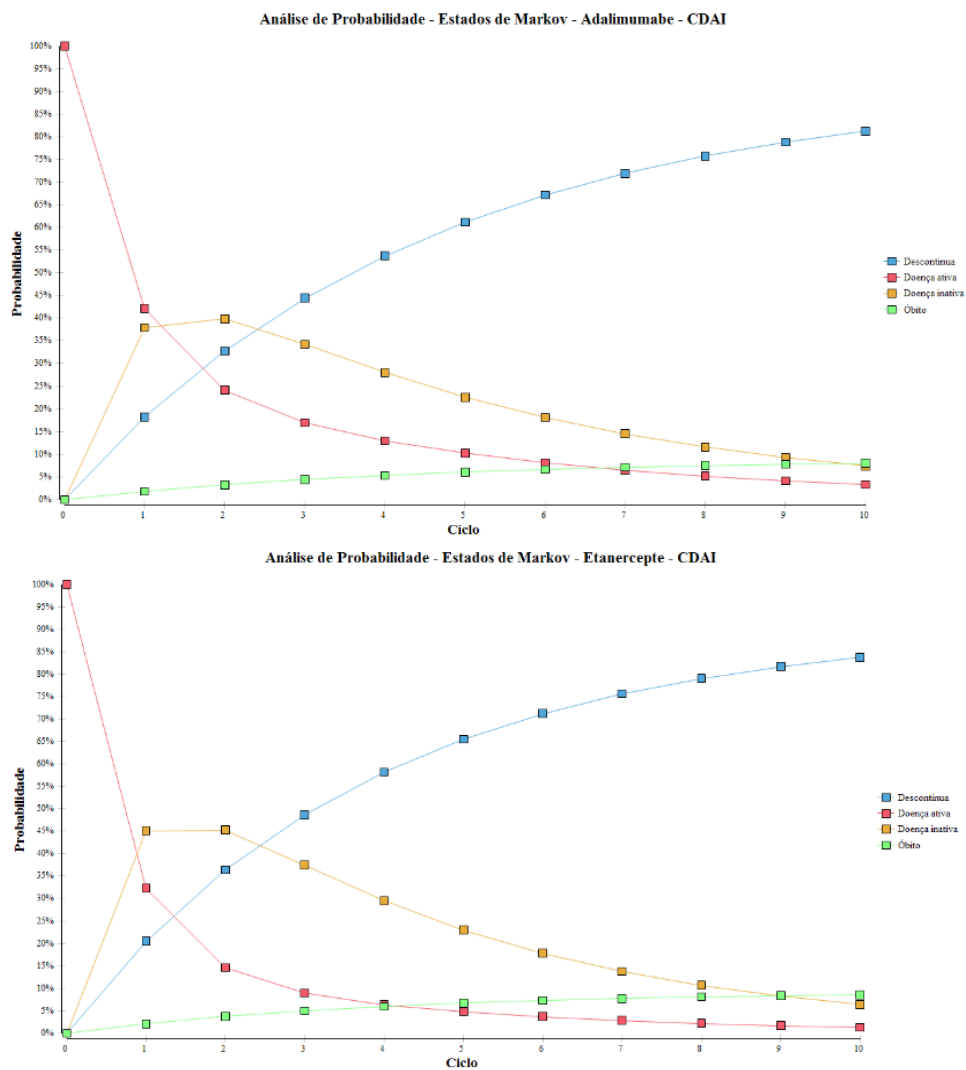 Análise de Probabilidade - Estados de Markov - Adalimumabe - CDAI
Probabilidade
100%
95%
90%
85%
80%
75%
70%
65%
60%
55%
50%
45%
40%
35%
30%
25%
20%
15%
10%
5%
0%
0 1 2 3 4 5 6 7 8 9 10
Ciclo
Descontinua
Doença ativa
Doença inativa
Óbito
Análise de Probabilidade - Estados de Markov - Etanercepte - CDAI
Probabilidade
100%
95%
90%
85%
80%
75%
70%
65%
60%
55%
50%
45%
40%
35%
30%
25%
20%
15%
10%
5%
0%
0 1 2 3 4 5 6 7 8 9 10
Ciclo
Descontinua
Doença ativa
Doença inativa
Óbito